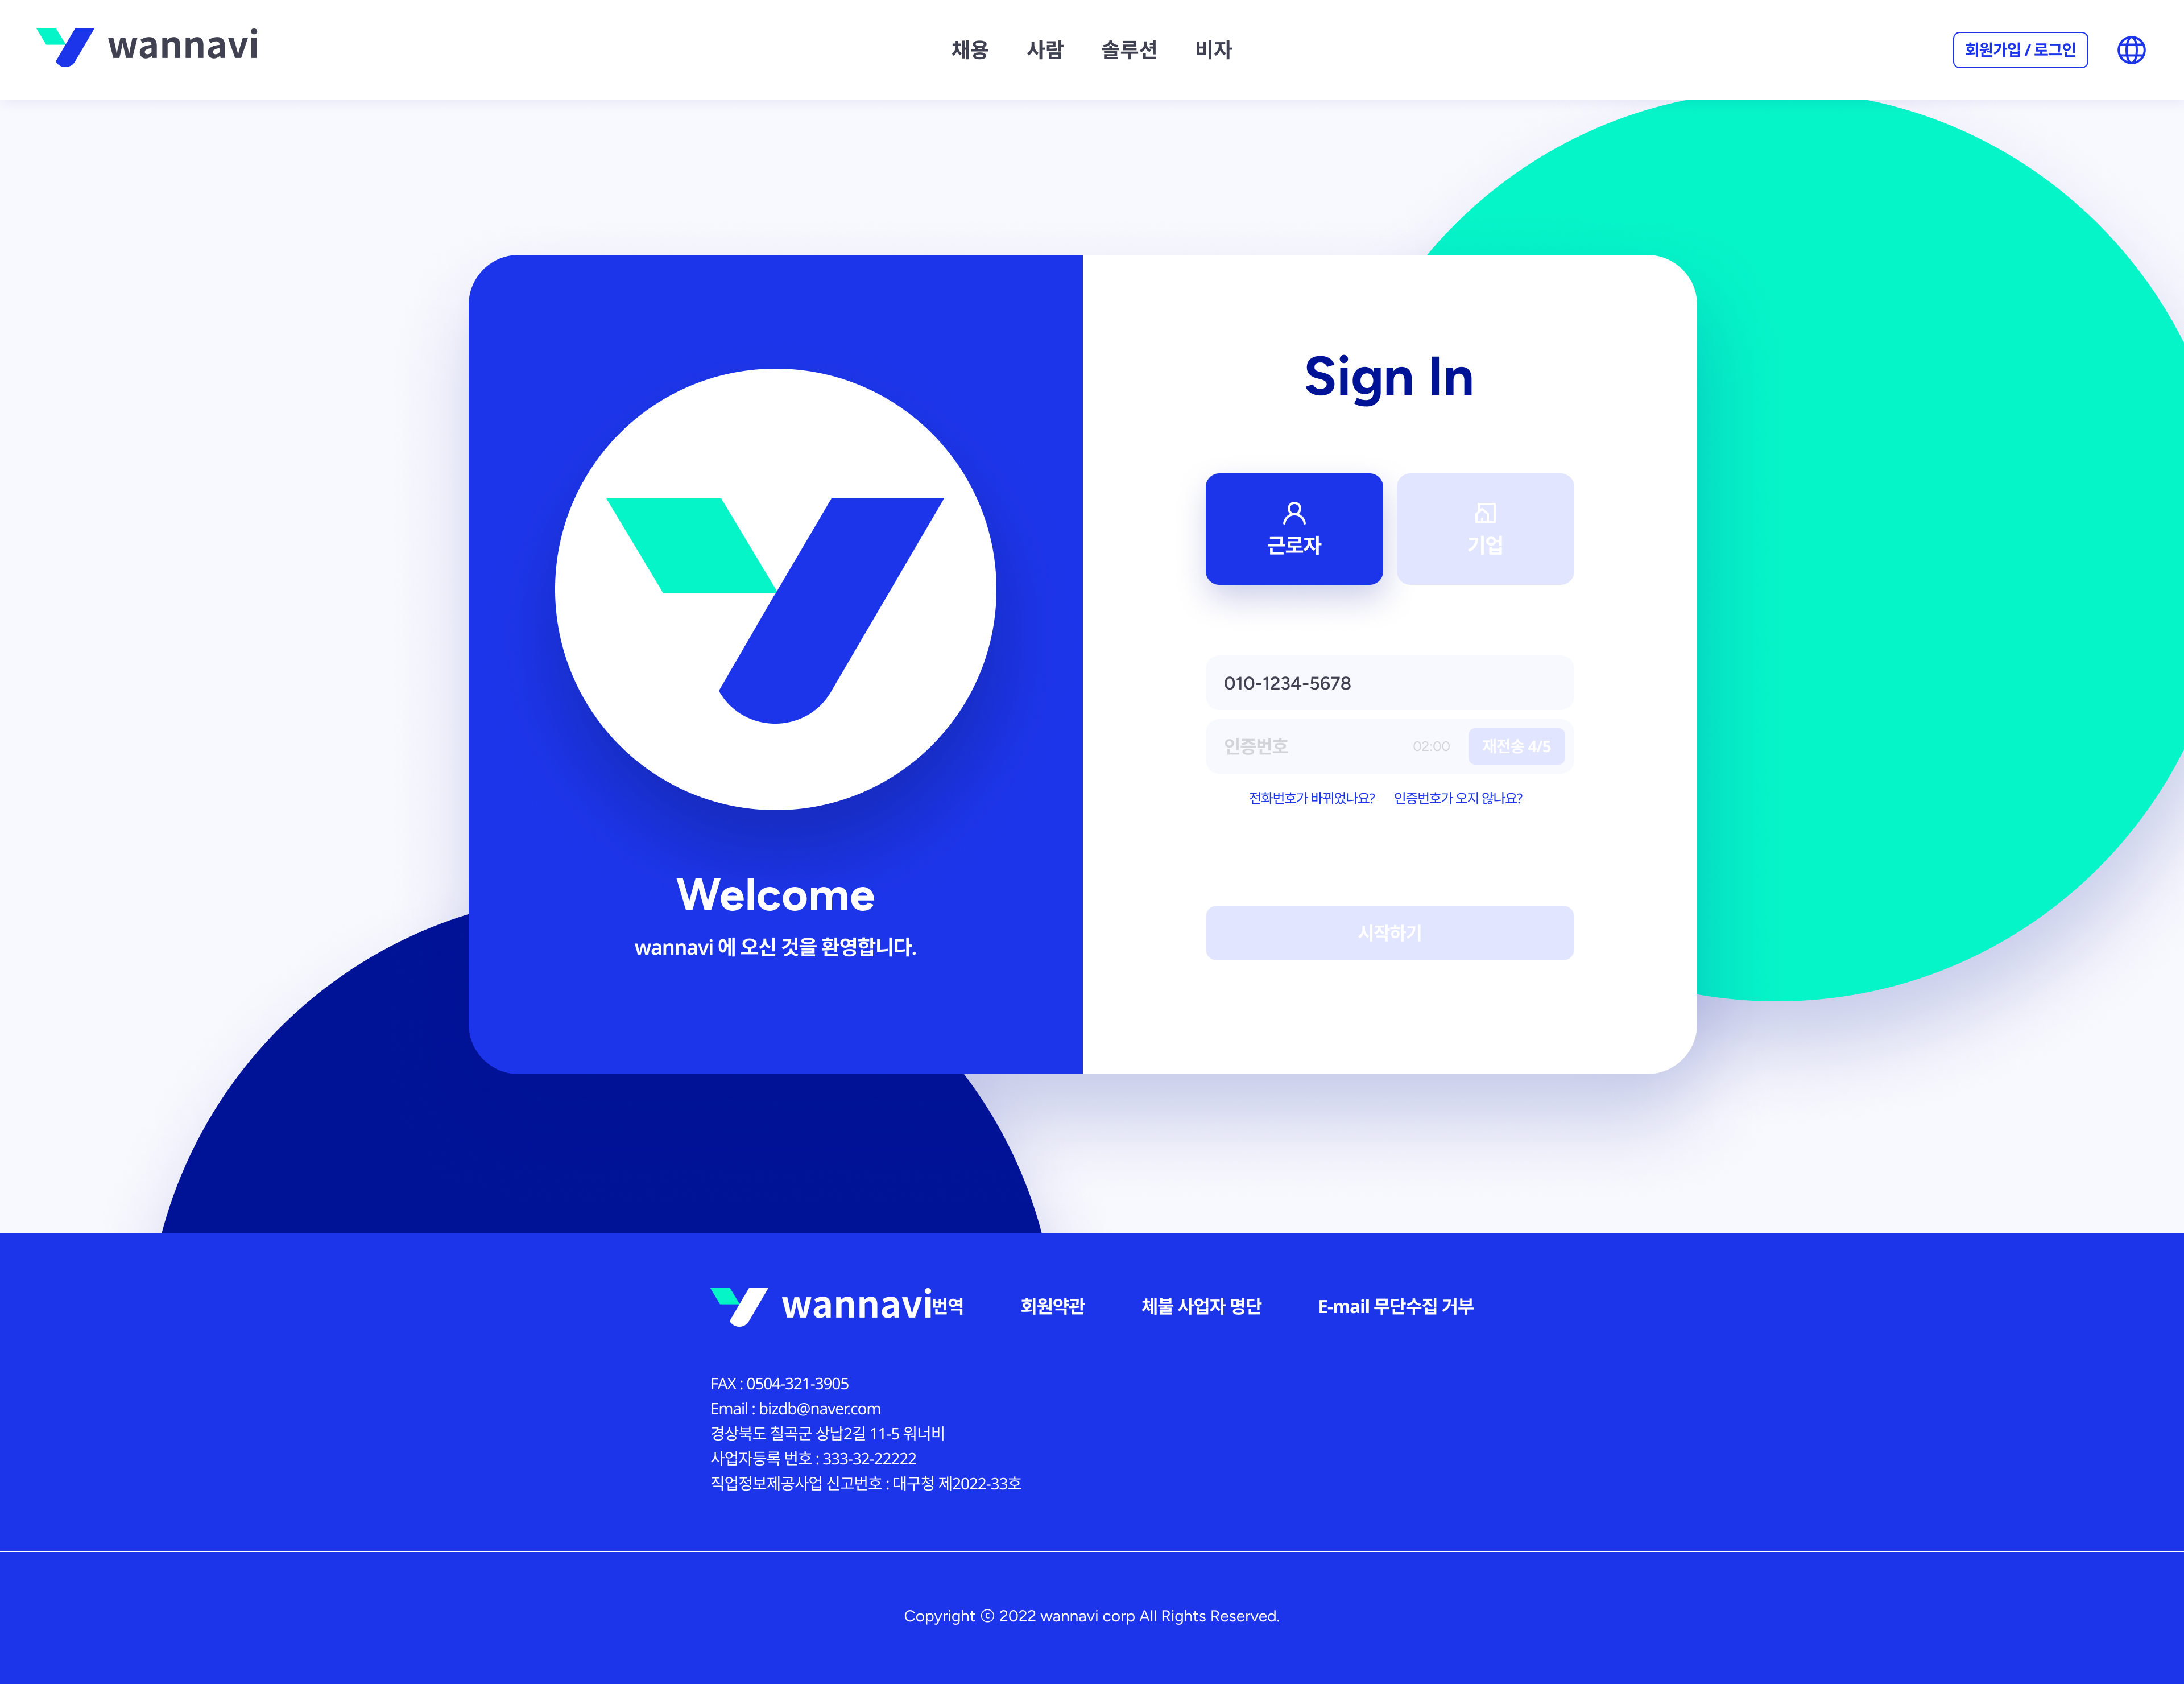 wannavi
채용 사람 솔루션 비자
회원가입 / 로그인
Sign In
근로자 기업
010-1234-5678
인증번호 02:00 재전송 4/5
전화번호가 바뀌었나요? 인증번호가 오지 않나요?
시작하기
Welcome
wannavi 에 오신 것을 환영합니다.
wannavi 번역 회원약관 체불 사업자 명단 E-mail 무단수집 거부
FAX : 0504-321-3905
Email : bizdb@naver.com
경상북도 칠곡군 상납2길 11-5 워너비
사업자등록 번호 : 333-32-22222
직업정보제공사업 신고번호 : 대구청 제2022-33호
Copyright ⓒ 2022 wannavi corp All Rights Reserved.